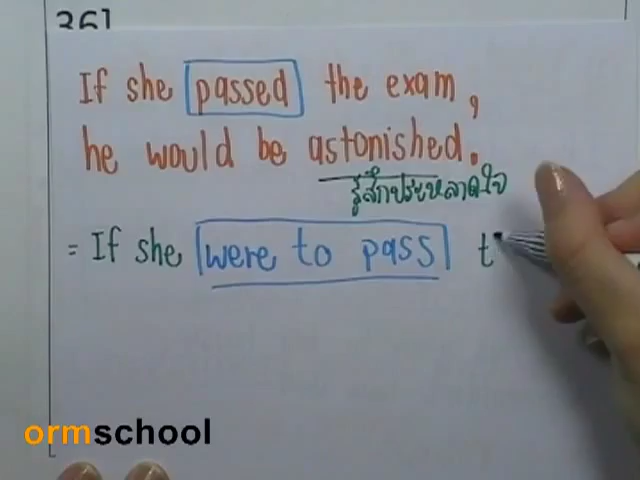 361
If she passed the exam,
he would be astonished.
รู้สึกประหลาดใจ
= If she were to pass t
ormschool